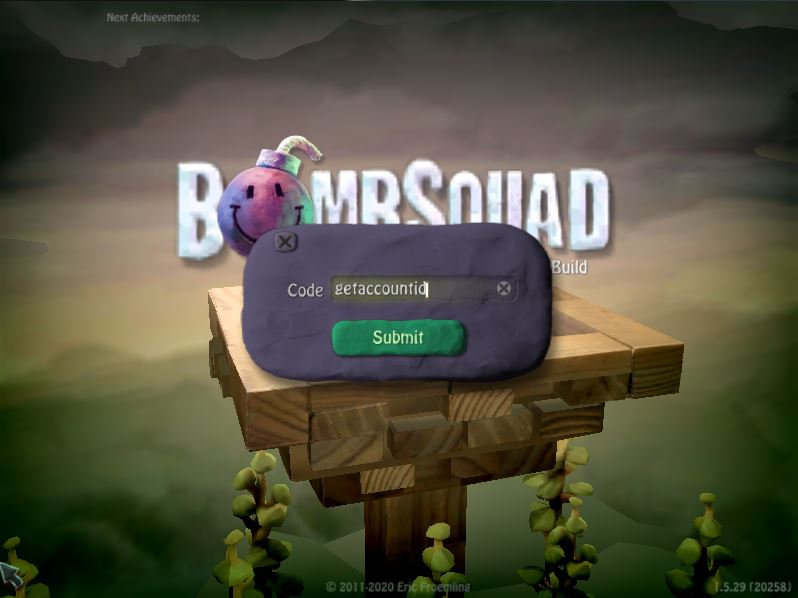 Next Achievements:
BOMBSQUAD
Build
Code getaccountid
Submit
© 2011-2020 Eric Froemling
1.5.29 (20258)